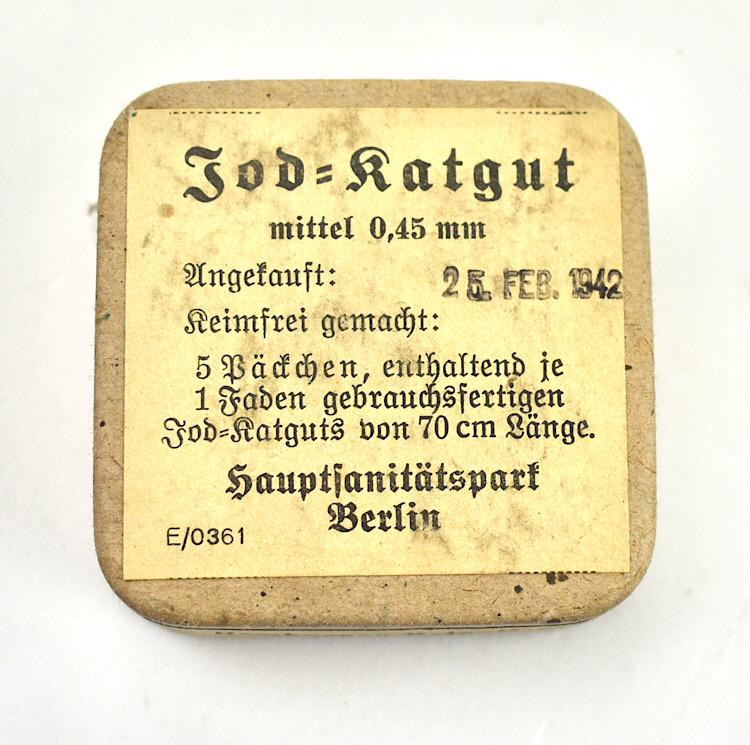 Jod=Katgut
mittel 0,45 mm
Angekauft: 25. FEB. 1942
Keimfrei gemacht:
5 Päckchen, enthaltend je
1 Faden gebrauchsfertigen
Jod=Katguts von 70 cm Länge.
Hauptsanitätspark
Berlin
E/0361